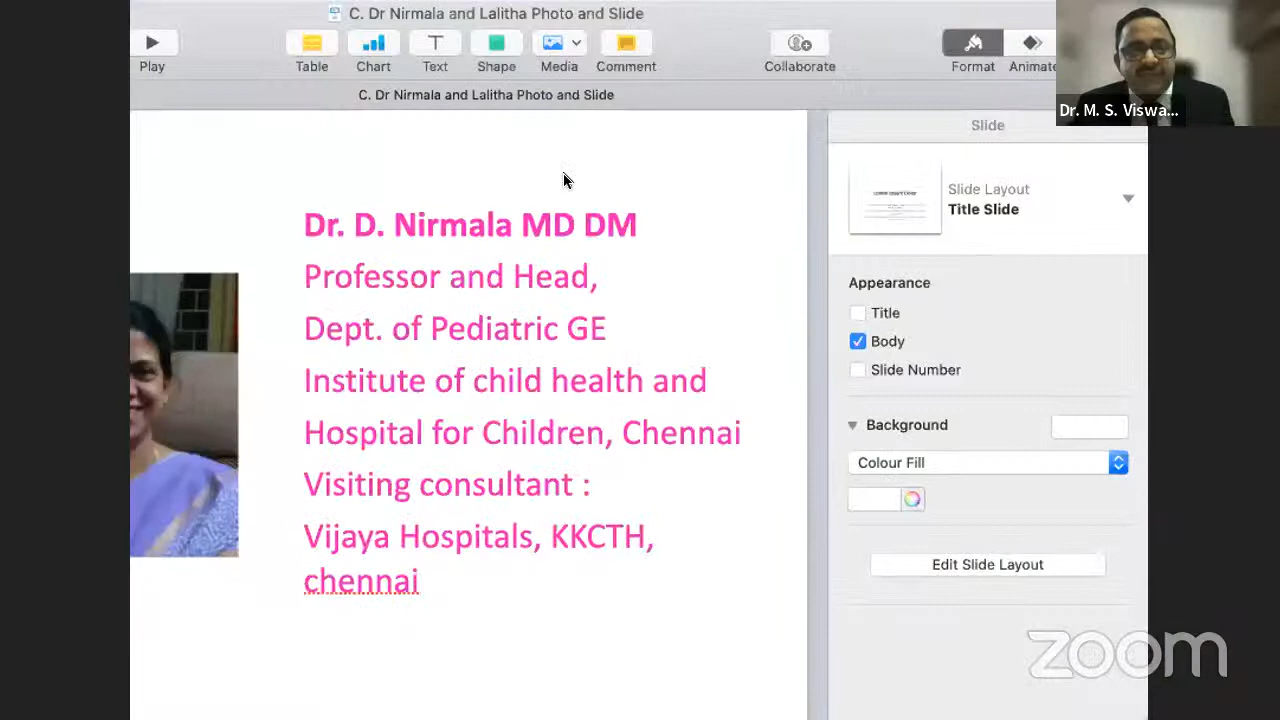 C. Dr Nirmala and Lalitha Photo and Slide
Play
Table
Chart
Text
Shape
Media
Comment
Collaborate
Format
Animate
Dr. M. S. Viswa...
C. Dr Nirmala and Lalitha Photo and Slide
Slide
Slide Layout
Title Slide
Dr. D. Nirmala MD DM
Professor and Head,
Dept. of Pediatric GE
Institute of child health and
Hospital for Children, Chennai
Visiting consultant :
Vijaya Hospitals, KKCTH,
chennai
Appearance
Title
Body
Slide Number
Background
Colour Fill
Edit Slide Layout
zoom